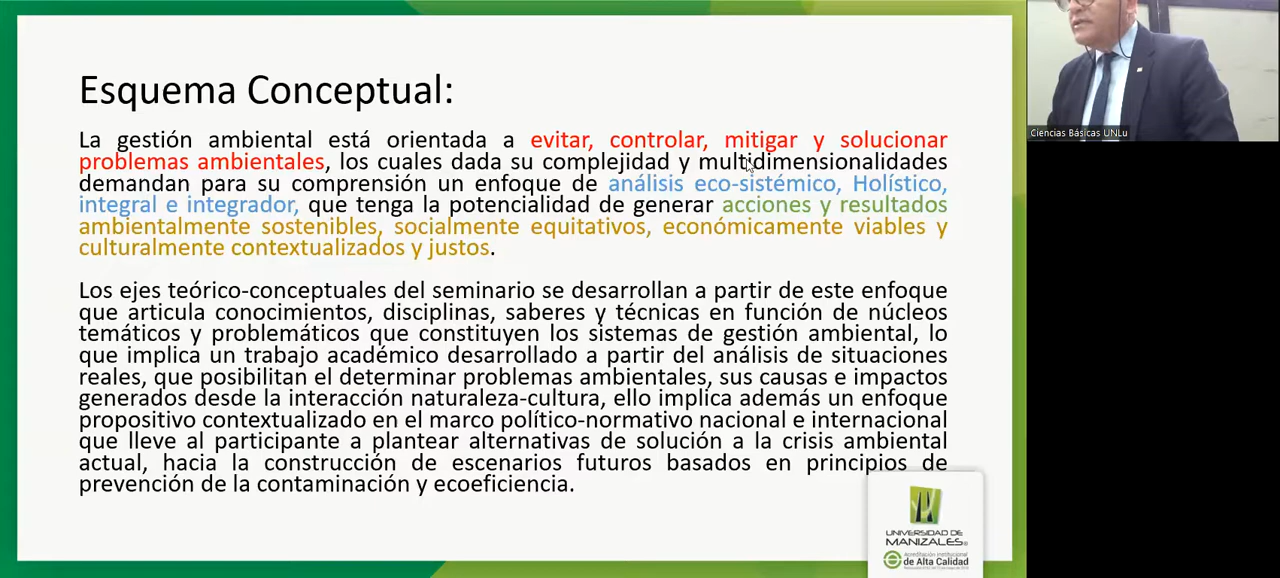 Esquema Conceptual:
La gestión ambiental está orientada a evitar, controlar, mitigar y solucionar
problemas ambientales, los cuales dada su complejidad y multidimensionalidades
demandan para su comprensión un enfoque de análisis eco-sistémico, Holístico,
integral e integrador, que tenga la potencialidad de generar acciones y resultados
ambientalmente sostenibles, socialmente equitativos, económicamente viables y
culturalmente contextualizados y justos.
Los ejes teórico-conceptuales del seminario se desarrollan a partir de este enfoque
que articula conocimientos, disciplinas, saberes y técnicas en función de núcleos
temáticos y problemáticos que constituyen los sistemas de gestión ambiental, lo
que implica un trabajo académico desarrollado a partir del análisis de situaciones
reales, que posibilitan el determinar problemas ambientales, sus causas e impactos
generados desde la interacción naturaleza-cultura, ello implica además un enfoque
propositivo contextualizado en el marco político-normativo nacional e internacional
que lleve al participante a plantear alternativas de solución a la crisis ambiental
actual, hacia la construcción de escenarios futuros basados en principios de
prevención de la contaminación y ecoeficiencia.
UNIVERSIDAD DE
MANIZALES
Acreditación Institucional
de Alta Calidad
Ciencias Básicas UNLu